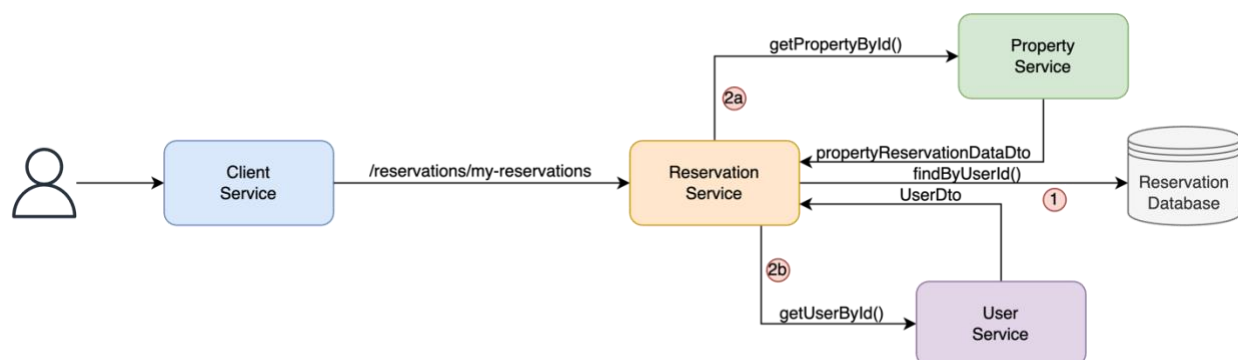 getPropertyById()
Property
Service
2a
Client
Service
/reservations/my-reservations
Reservation
Service
propertyReservationDataDto
findByUserId()
UserDto
1
Reservation
Database
2b
getUserById()
User
Service